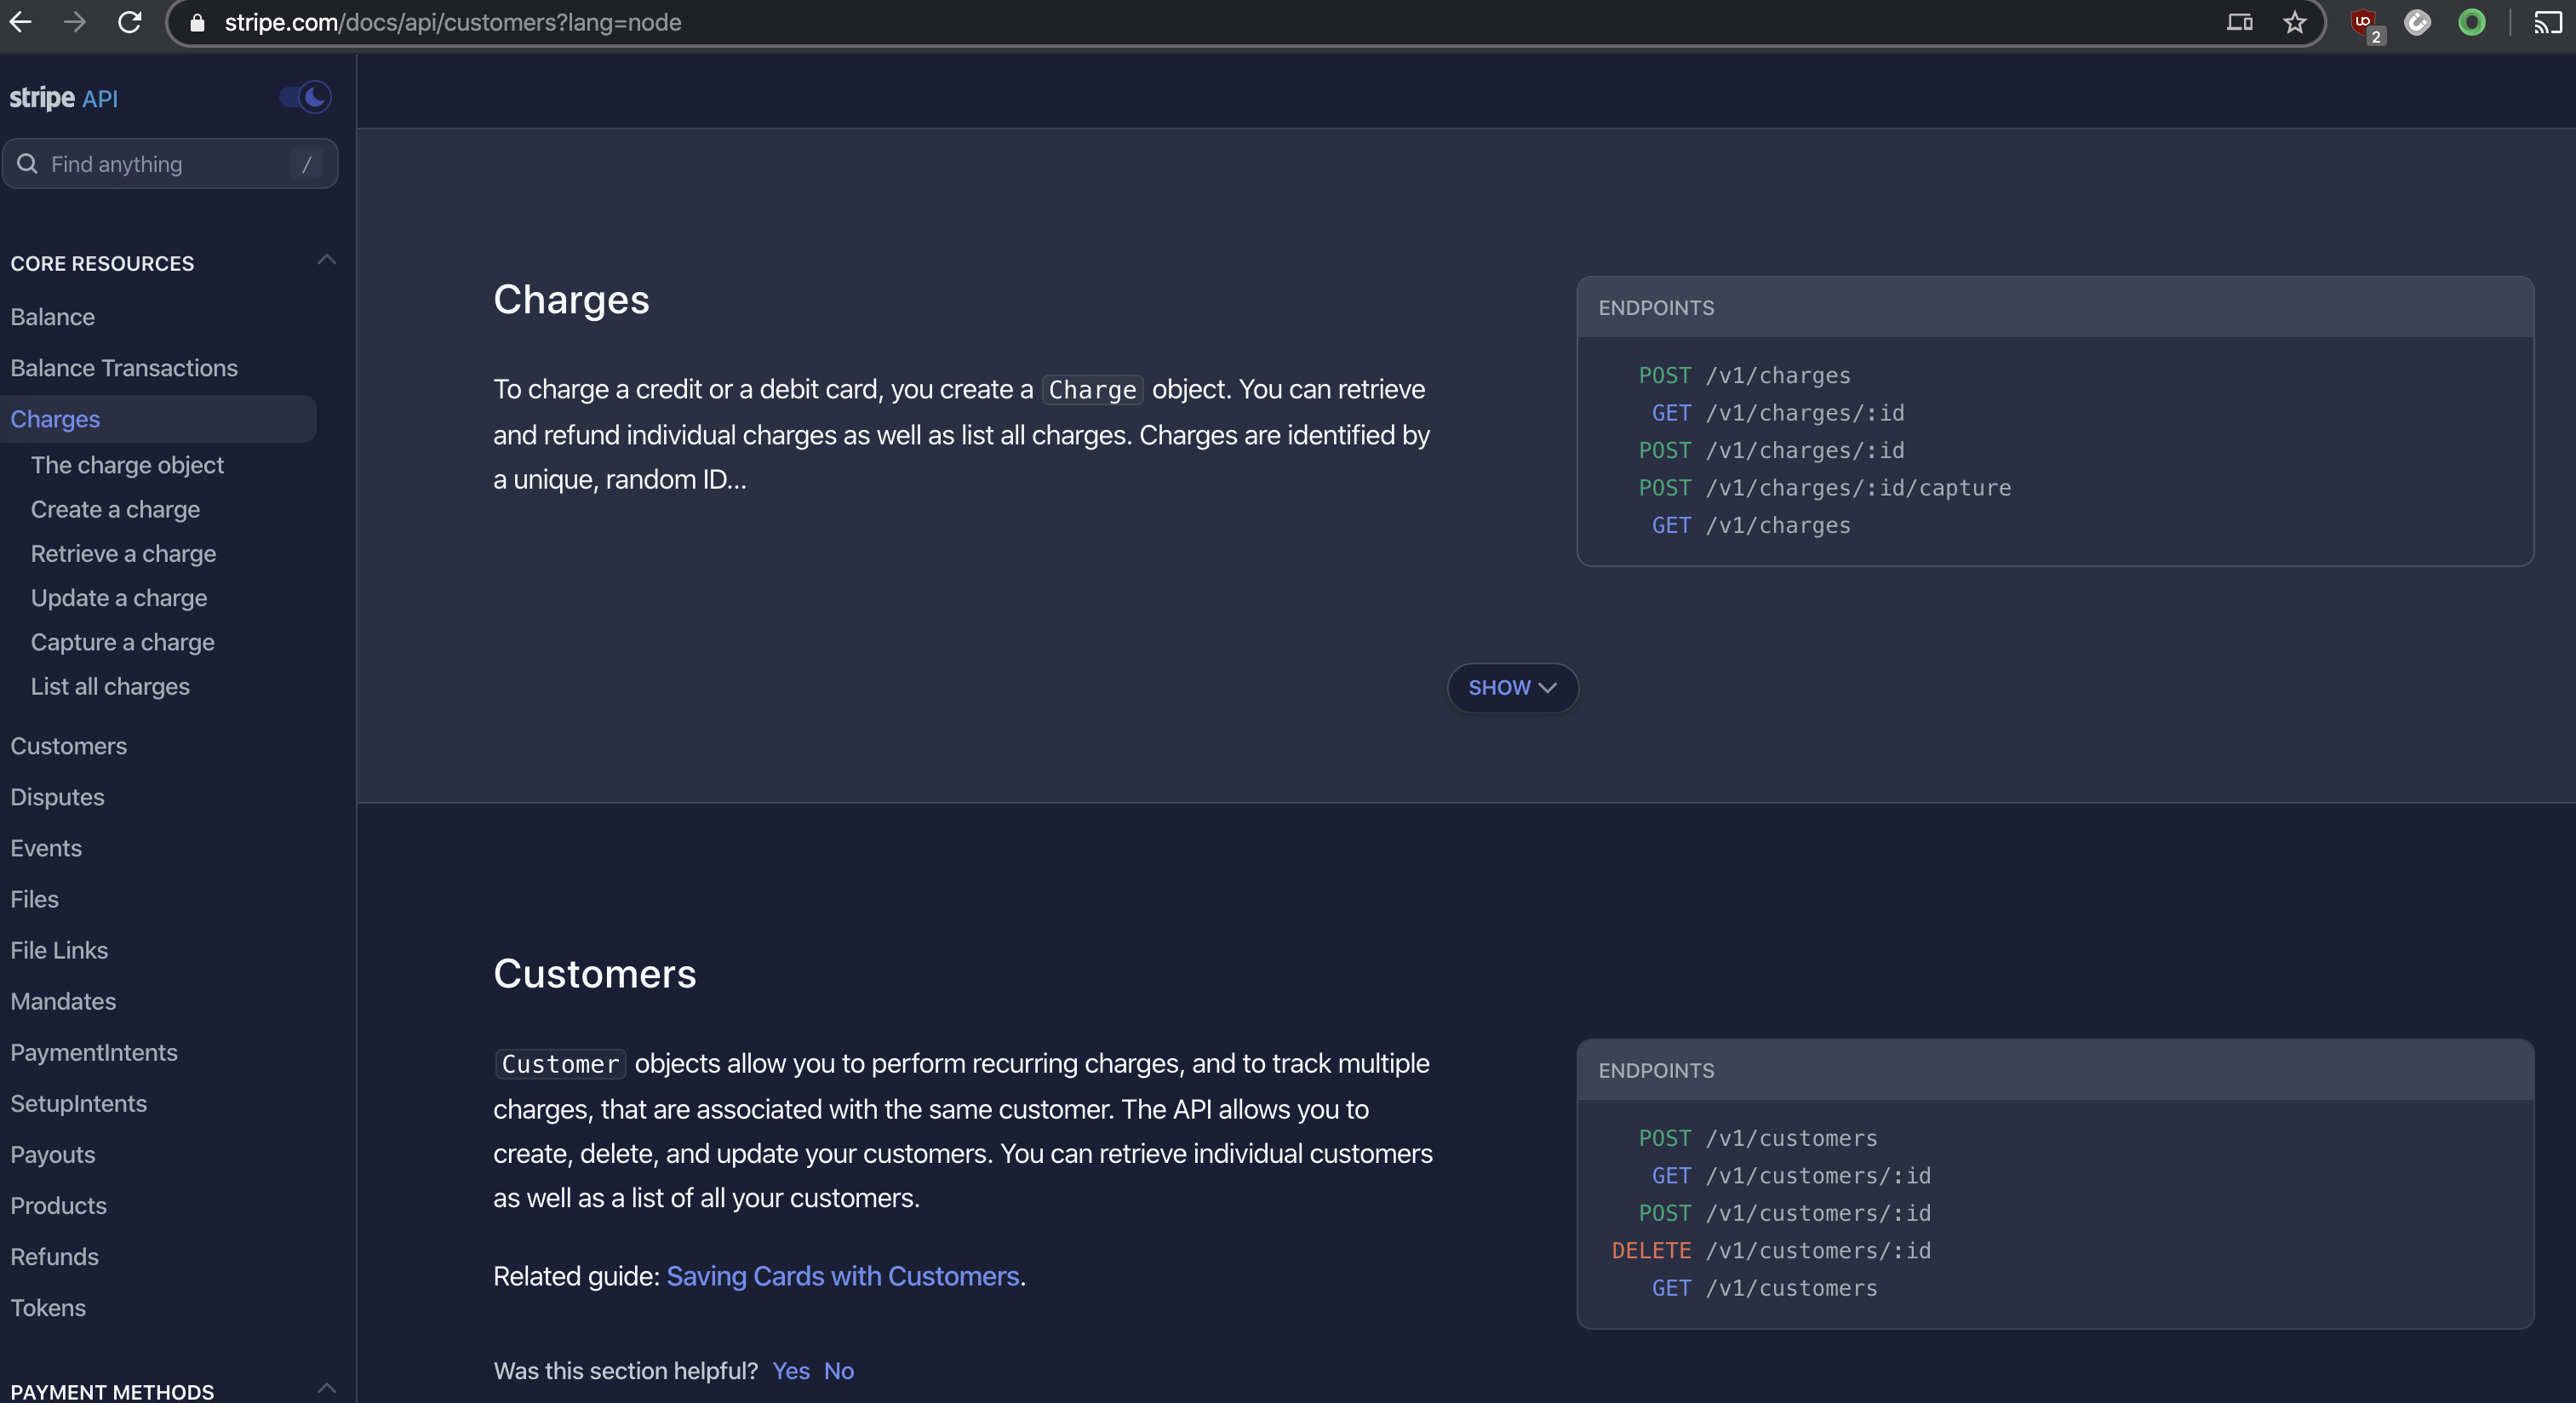 stripe.com/docs/api/customers?lang=node
2
stripe API
Find anything /
CORE RESOURCES
Balance
Balance Transactions
Charges
The charge object
Create a charge
Retrieve a charge
Update a charge
Capture a charge
List all charges
Customers
Disputes
Events
Files
File Links
Mandates
PaymentIntents
SetupIntents
Payouts
Products
Refunds
Tokens
PAYMENT METHODS
Charges
To charge a credit or a debit card, you create a Charge object. You can retrieve
and refund individual charges as well as list all charges. Charges are identified by
a unique, random ID...
ENDPOINTS
POST /v1/charges
GET /v1/charges/:id
POST /v1/charges/:id
POST /v1/charges/:id/capture
GET /v1/charges
SHOW
Customers
Customer objects allow you to perform recurring charges, and to track multiple
charges, that are associated with the same customer. The API allows you to
create, delete, and update your customers. You can retrieve individual customers
as well as a list of all your customers.
Related guide: Saving Cards with Customers.
Was this section helpful? Yes No
ENDPOINTS
POST /v1/customers
GET /v1/customers/:id
POST /v1/customers/:id
DELETE /v1/customers/:id
GET /v1/customers